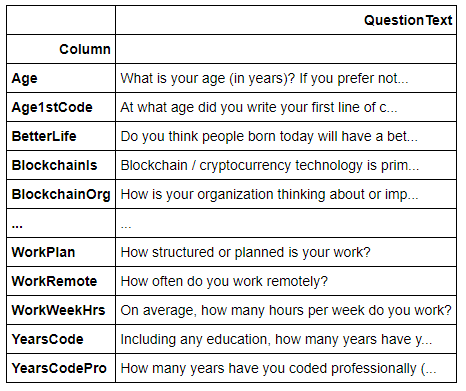 QuestionText
Column
Age What is your age (in years)? If you prefer not...
Age1stCode At what age did you write your first line of c...
BetterLife Do you think people born today will have a bet...
BlockchainIs Blockchain / cryptocurrency technology is prim...
BlockchainOrg How is your organization thinking about or imp...
... ...
WorkPlan How structured or planned is your work?
WorkRemote How often do you work remotely?
WorkWeekHrs On average, how many hours per week do you work?
YearsCode Including any education, how many years have y...
YearsCodePro How many years have you coded professionally (...